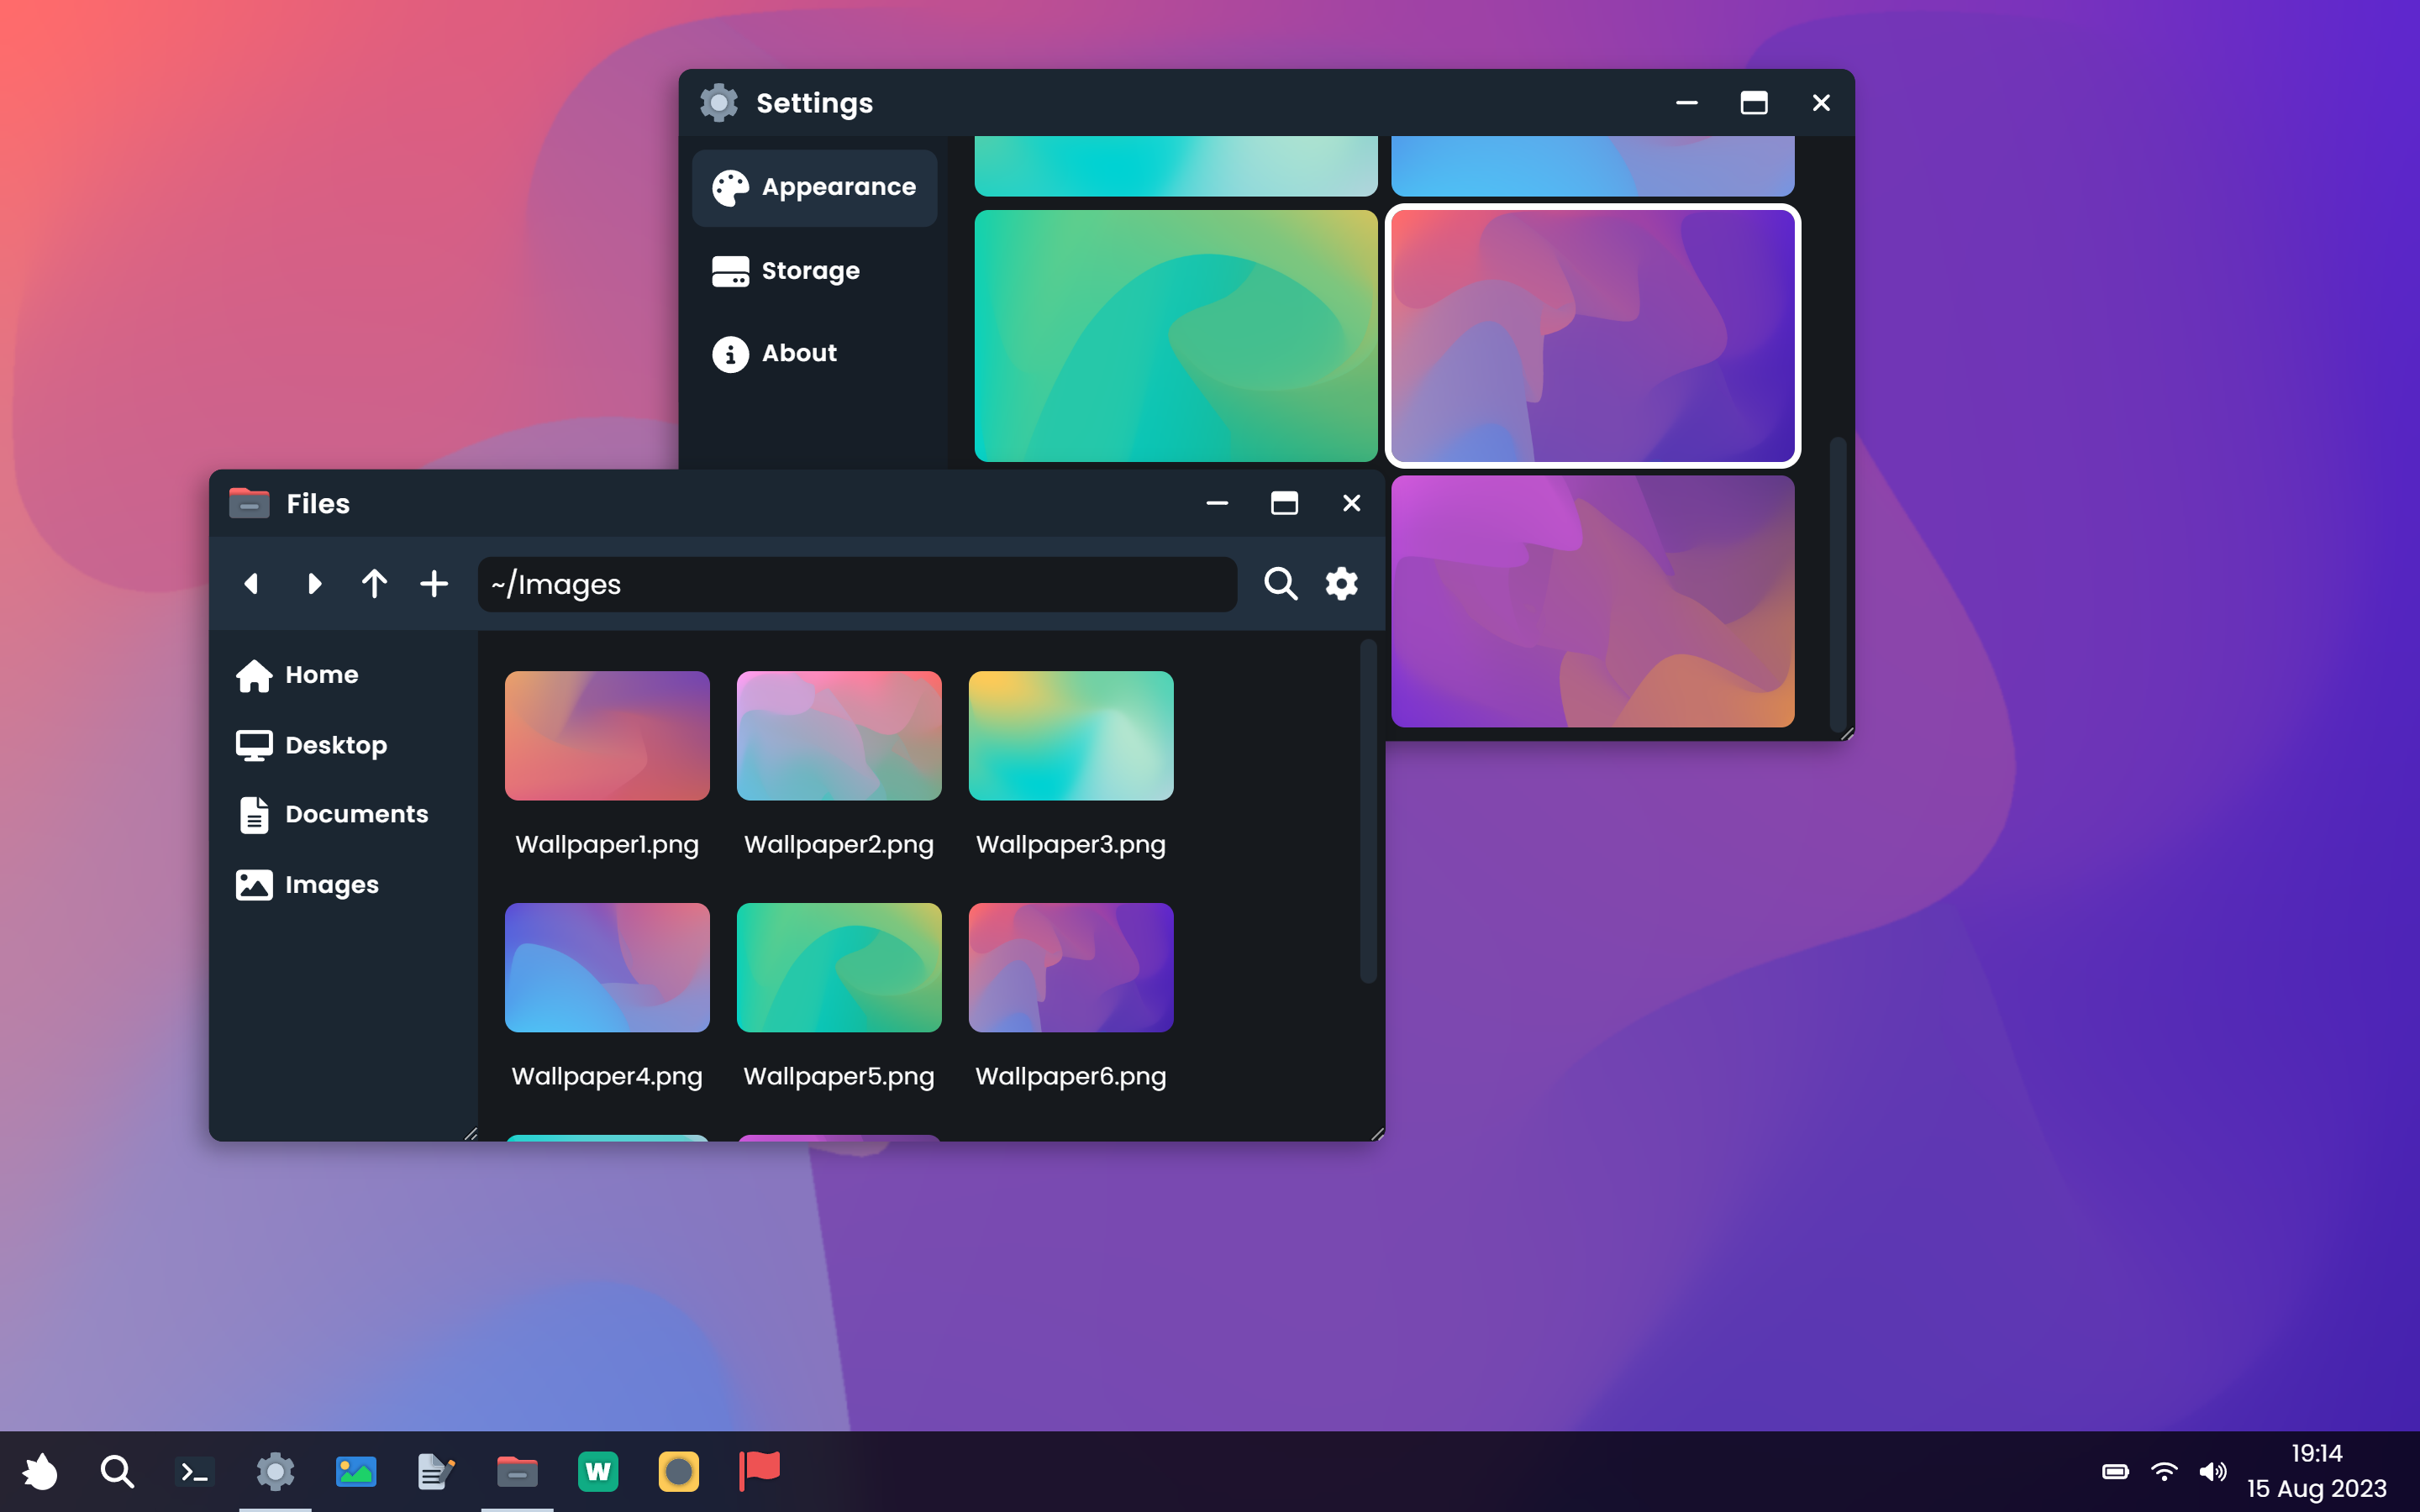 Settings
Appearance
Storage
About
Files
~/Images
Home
Desktop
Documents
Images
Wallpaper1.png
Wallpaper2.png
Wallpaper3.png
Wallpaper4.png
Wallpaper5.png
Wallpaper6.png
W
19:14
15 Aug 2023